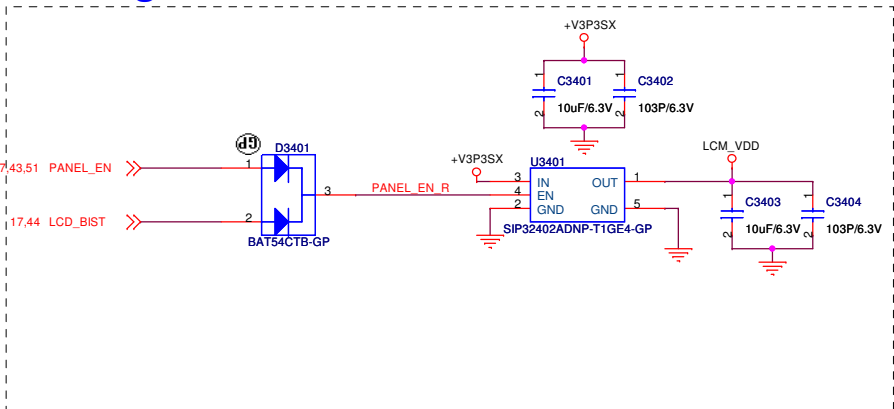 +V3P3SX
C3401
10uF/6.3V
C3402
103P/6.3V
1
2
1
2
D3401
7,43,51 PANEL_EN
1
17,44 LCD_BIST
2
3
BAT54CTB-GP
PANEL_EN_R
+V3P3SX
U3401
3 IN OUT 1
4 EN
2 GND GND 5
SIP32402ADNP-T1GE4-GP
LCM_VDD
C3403
10uF/6.3V
C3404
103P/6.3V
1
2
1
2